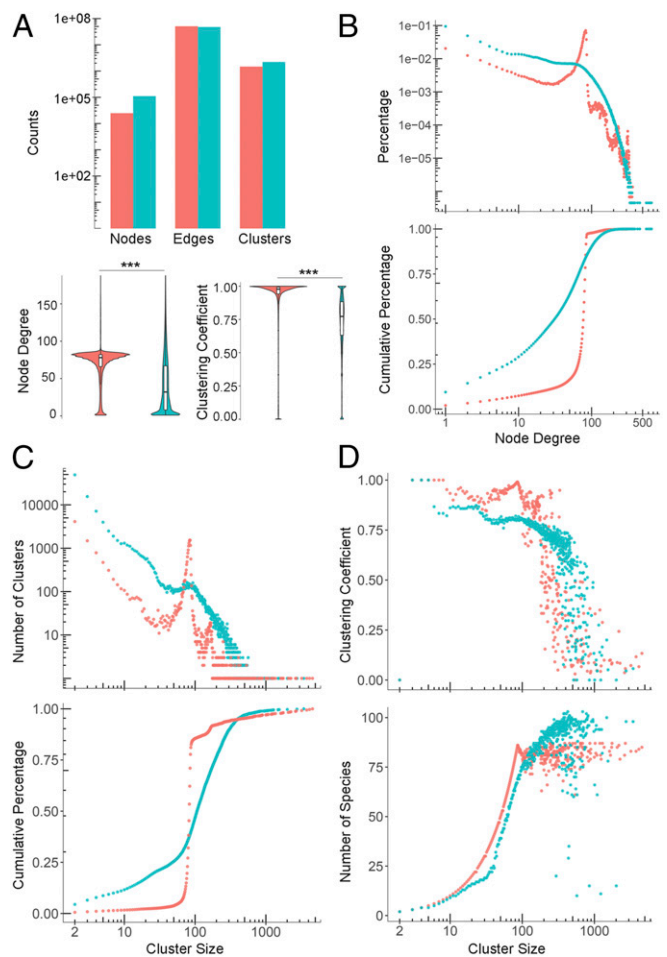 A
1e+08
1e+05
1e+02
Counts
Nodes Edges Clusters
***
150
100
50
0
Node Degree
***
1.00
0.75
0.50
0.25
0.00
Clustering Coefficient
B
1e-01
1e-02
1e-03
1e-04
1e-05
Percentage
1.00
0.75
0.50
0.25
0.00
Cumulative Percentage
1 10 100 500
Node Degree
C
10000
1000
100
10
Number of Clusters
1.00
0.75
0.50
0.25
0.00
Cumulative Percentage
2 10 100 1000
Cluster Size
D
1.00
0.75
0.50
0.25
0.00
Clustering Coefficient
100
75
50
25
0
Number of Species
2 10 100 1000
Cluster Size